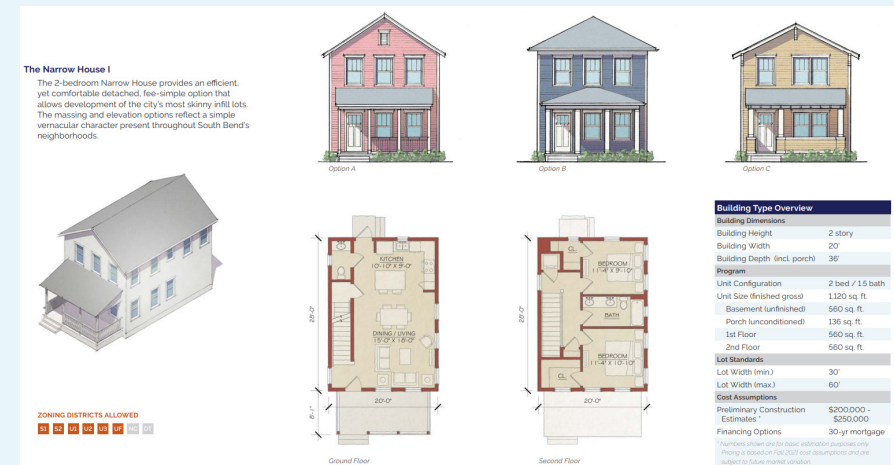 The Narrow House I
The 2-bedroom Narrow House provides an efficient,
yet comfortable detached, fee-simple option that
allows development of the city's most skinny infill lots.
The massing and elevation options reflect a simple
vernacular character present throughout South Bend's
neighborhoods.
Option A
Option B
Option C
KITCHEN
10'-10" X 9'-0"
DINING / LIVING
15'-0" X 18'-0"
28'-0"
20'-0"
8'-1"
Ground Floor
CL.
BEDROOM
11'-4" X 9'-10"
BATH
BEDROOM
11'-4" X 10'-10"
CL.
28'-0"
20'-0"
Second Floor
ZONING DISTRICTS ALLOWED
S1 S2 U1 U2 U3 UF NC DT
Building Type Overview
Building Dimensions
Building Height 2 story
Building Width 20'
Building Depth (incl. porch) 36'
Program
Unit Configuration 2 bed / 1.5 bath
Unit Size (finished gross) 1,120 sq. ft.
Basement (unfinished) 560 sq. ft.
Porch (unconditioned) 136 sq. ft.
1st Floor 560 sq. ft.
2nd Floor 560 sq. ft.
Lot Standards
Lot Width (min.) 30'
Lot Width (max.) 60'
Cost Assumptions
Preliminary Construction $200,000 -
Estimates * $250,000
Financing Options 30-yr mortgage
* Numbers shown are for basic estimation purposes only.
Pricing is based on Fall 2021 cost assumptions and are
subject to future market variation.